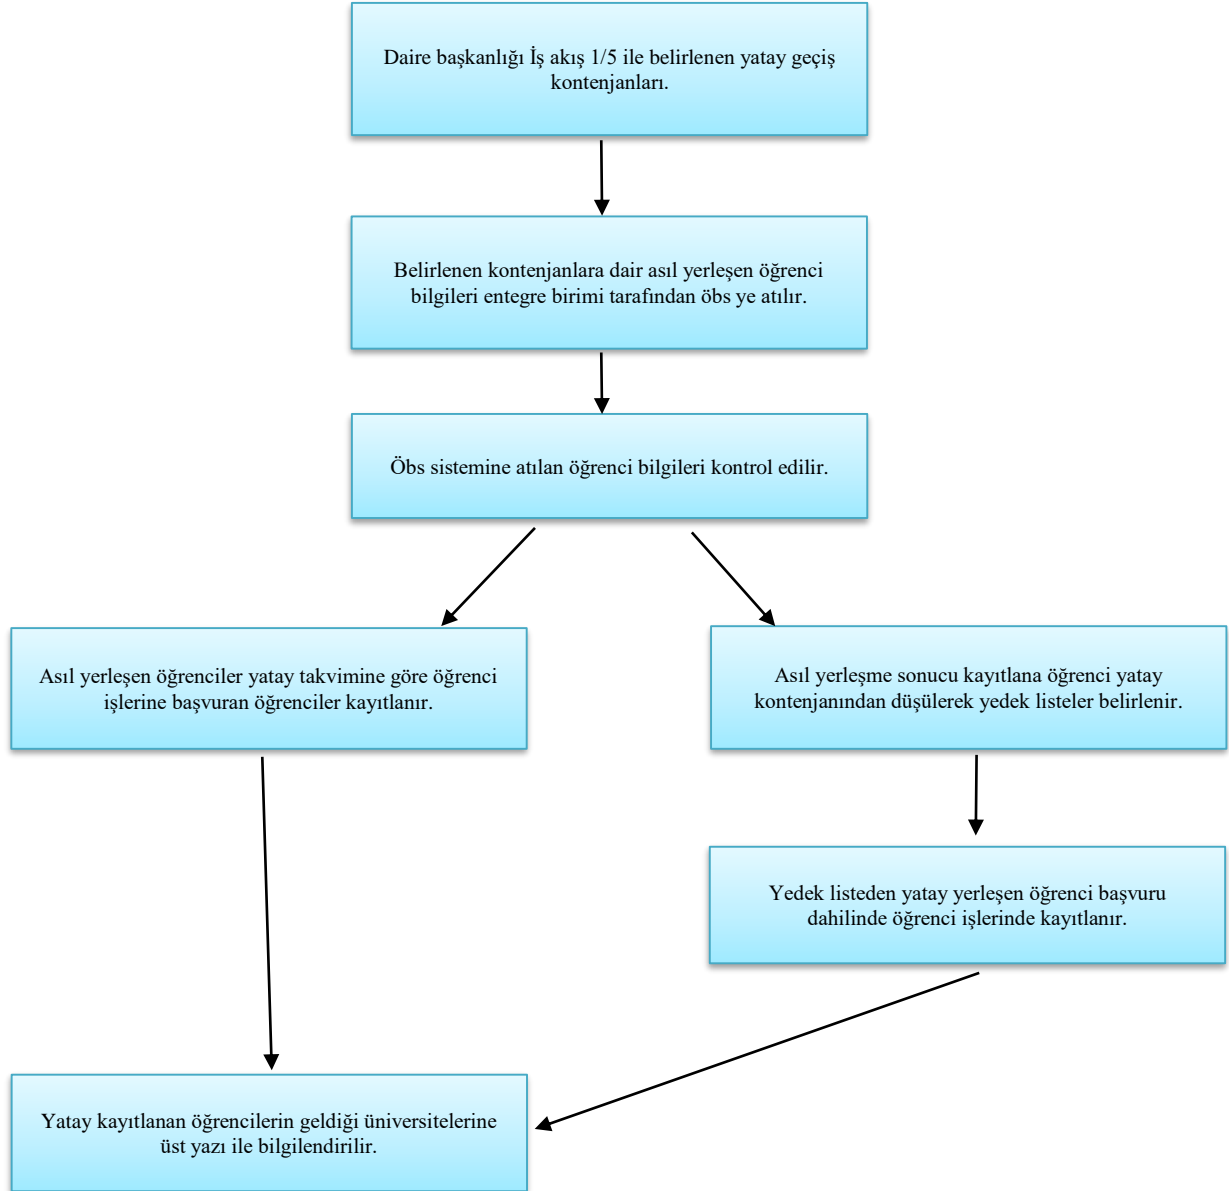 Daire başkanlığı İş akış 1/5 ile belirlenen yatay geçiş
kontenjanları.
Belirlenen kontenjanlara dair asıl yerleşen öğrenci
bilgileri entegre birimi tarafından öbs ye atılır.
Öbs sistemine atılan öğrenci bilgileri kontrol edilir.
Asıl yerleşen öğrenciler yatay takvimine göre öğrenci
işlerine başvuran öğrenciler kayıtlanır.
Asıl yerleşme sonucu kayıtlana öğrenci yatay
kontenjanından düşülerek yedek listeler belirlenir.
Yedek listeden yatay yerleşen öğrenci başvuru
dahilinde öğrenci işlerinde kayıtlanır.
Yatay kayıtlanan öğrencilerin geldiği üniversitelerine
üst yazı ile bilgilendirilir.